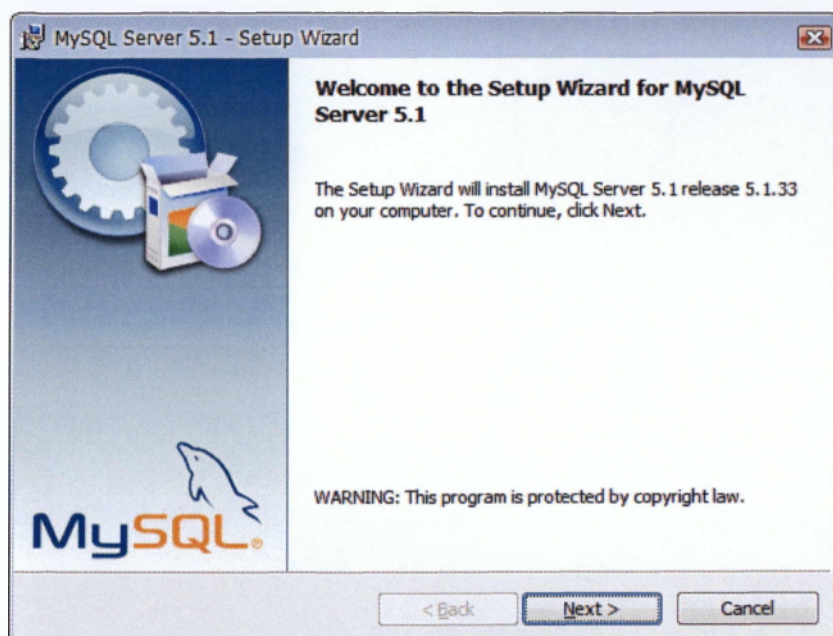 MySQL Server 5.1 - Setup Wizard
Welcome to the Setup Wizard for MySQL
Server 5.1
The Setup Wizard will install MySQL Server 5.1 release 5.1.33
on your computer. To continue, click Next.
WARNING: This program is protected by copyright law.
MySQL®
< Back
Next >
Cancel